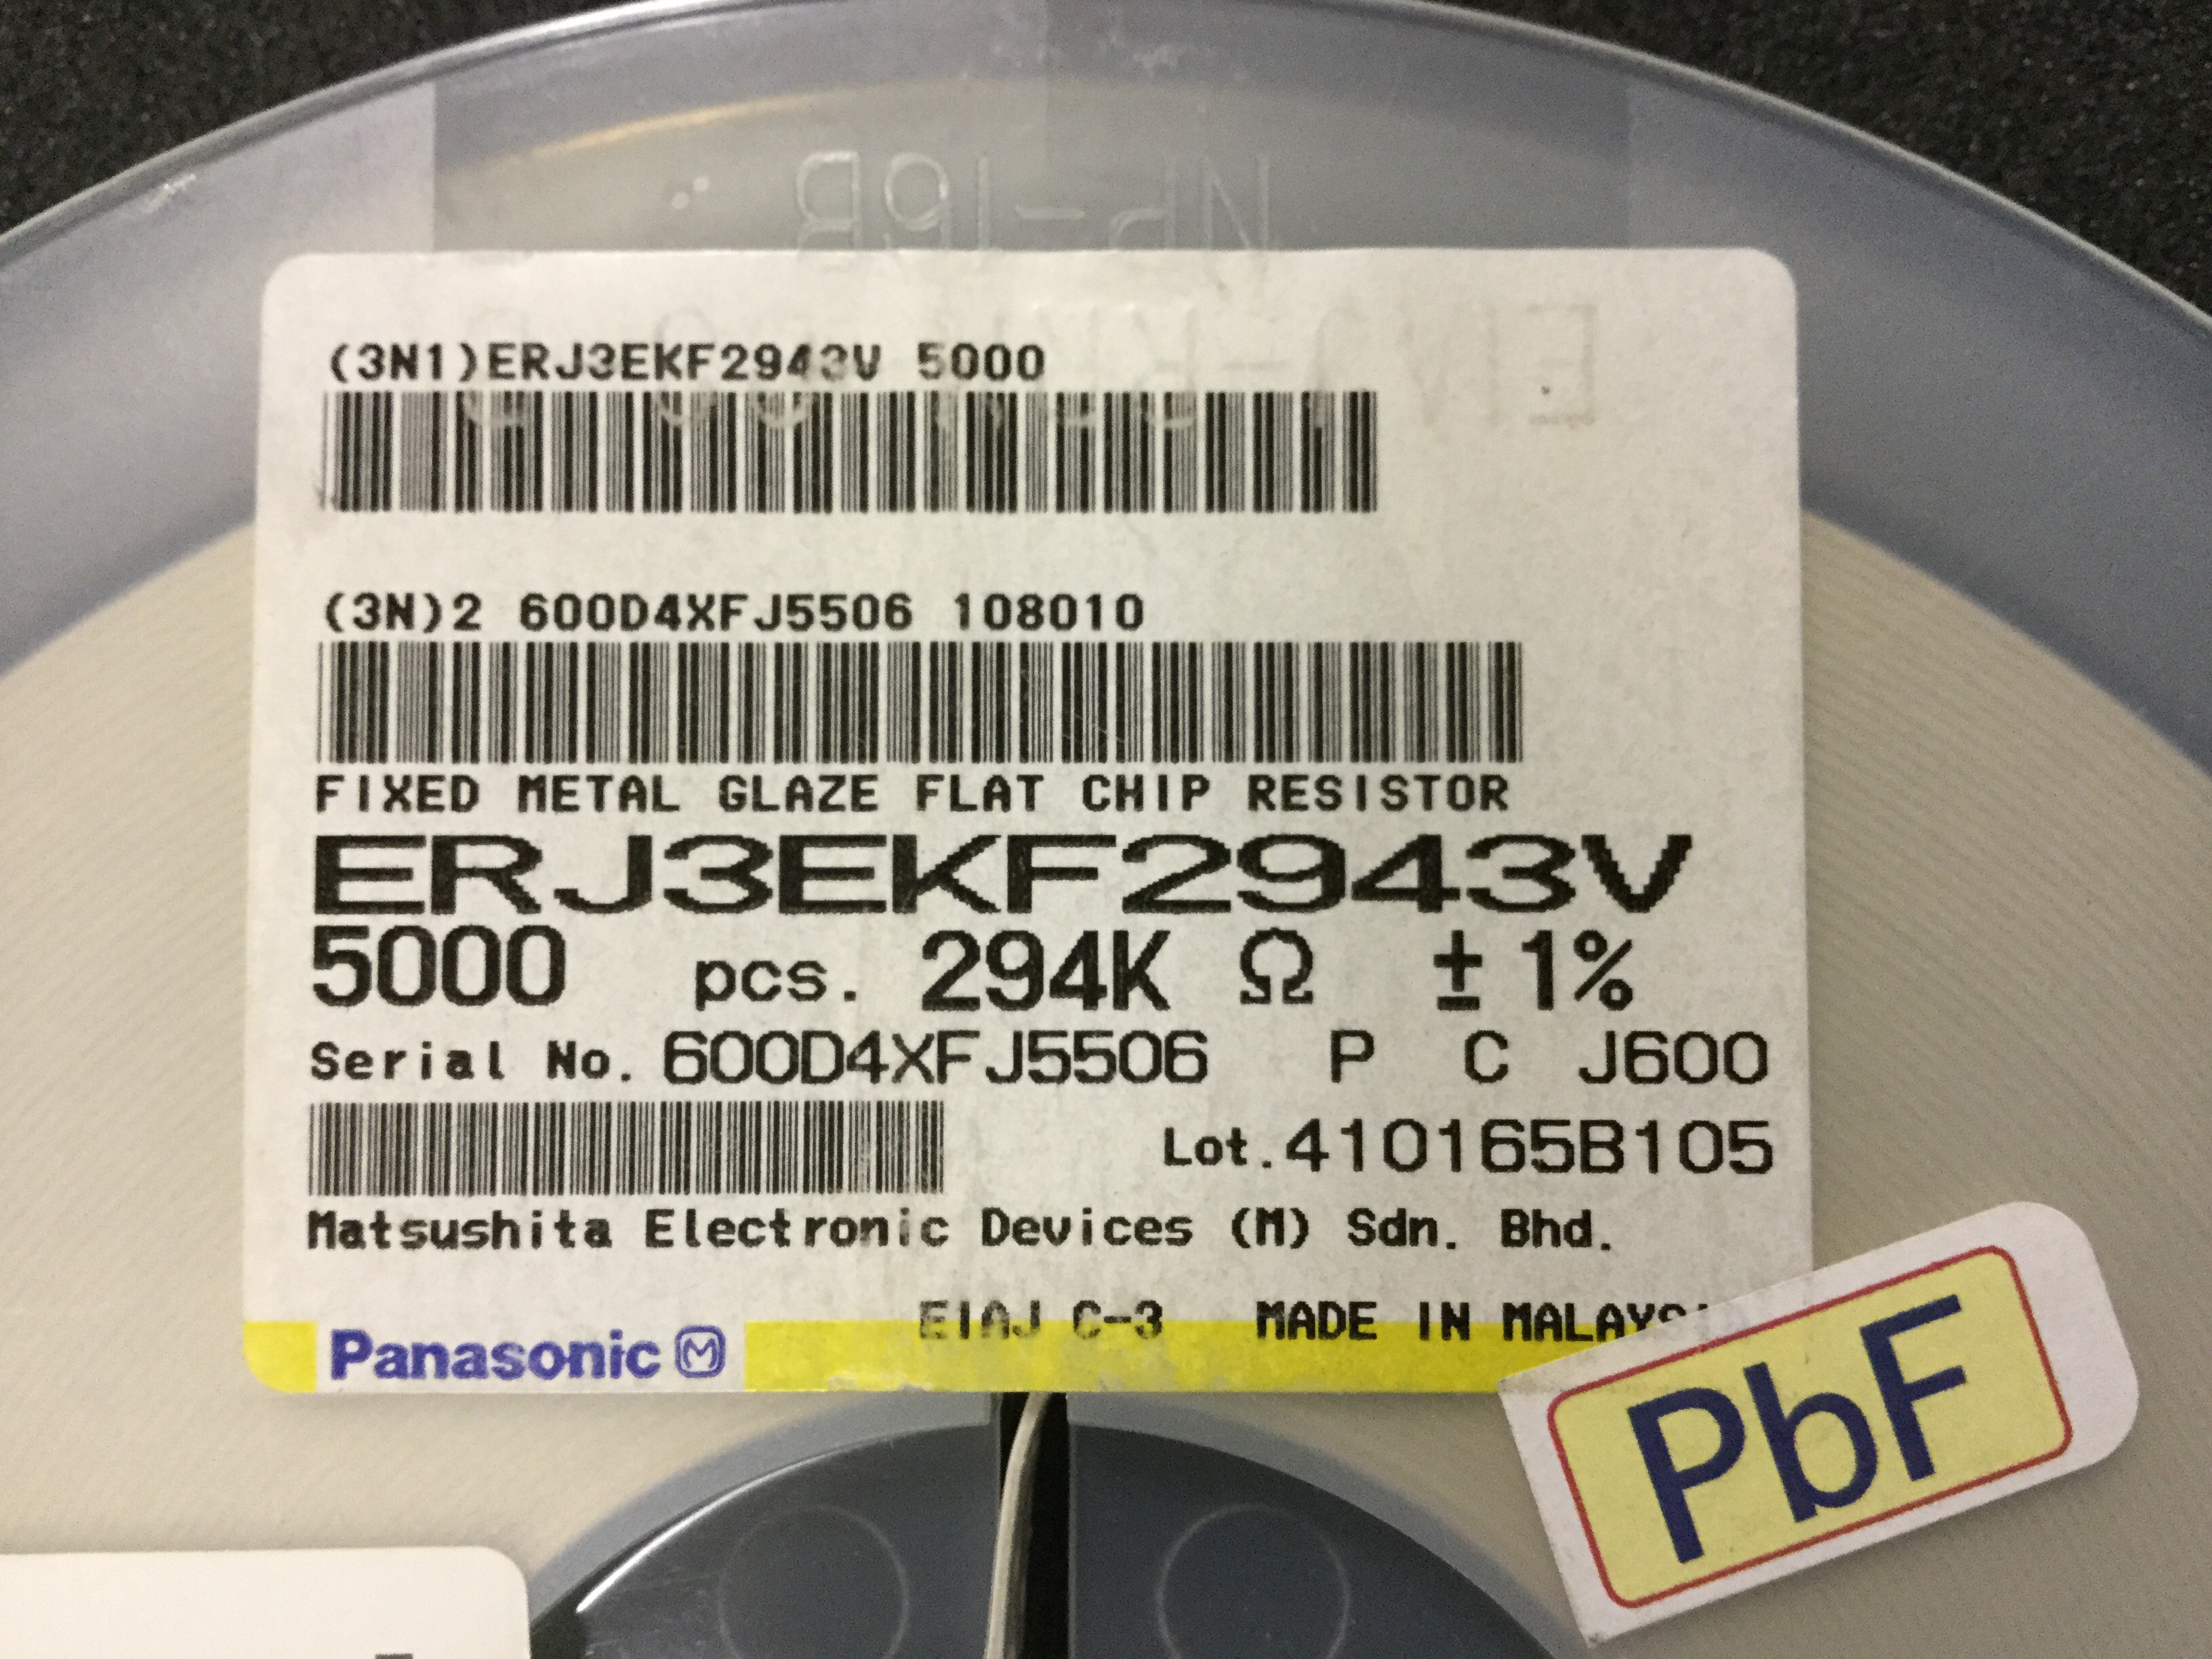 (3N1)ERJ3EKF2943V 5000
(3N)2 600D4XFJ5506 108010
FIXED METAL GLAZE FLAT CHIP RESISTOR
ERJ3EKF2943V
5000 pcs. 294K Ω ±1%
Serial No. 600D4XFJ5506 P C J600
Lot. 410165B105
Matsushita Electronic Devices (M) Sdn. Bhd.
EIAJ C-3 MADE IN
Panasonic
PbF